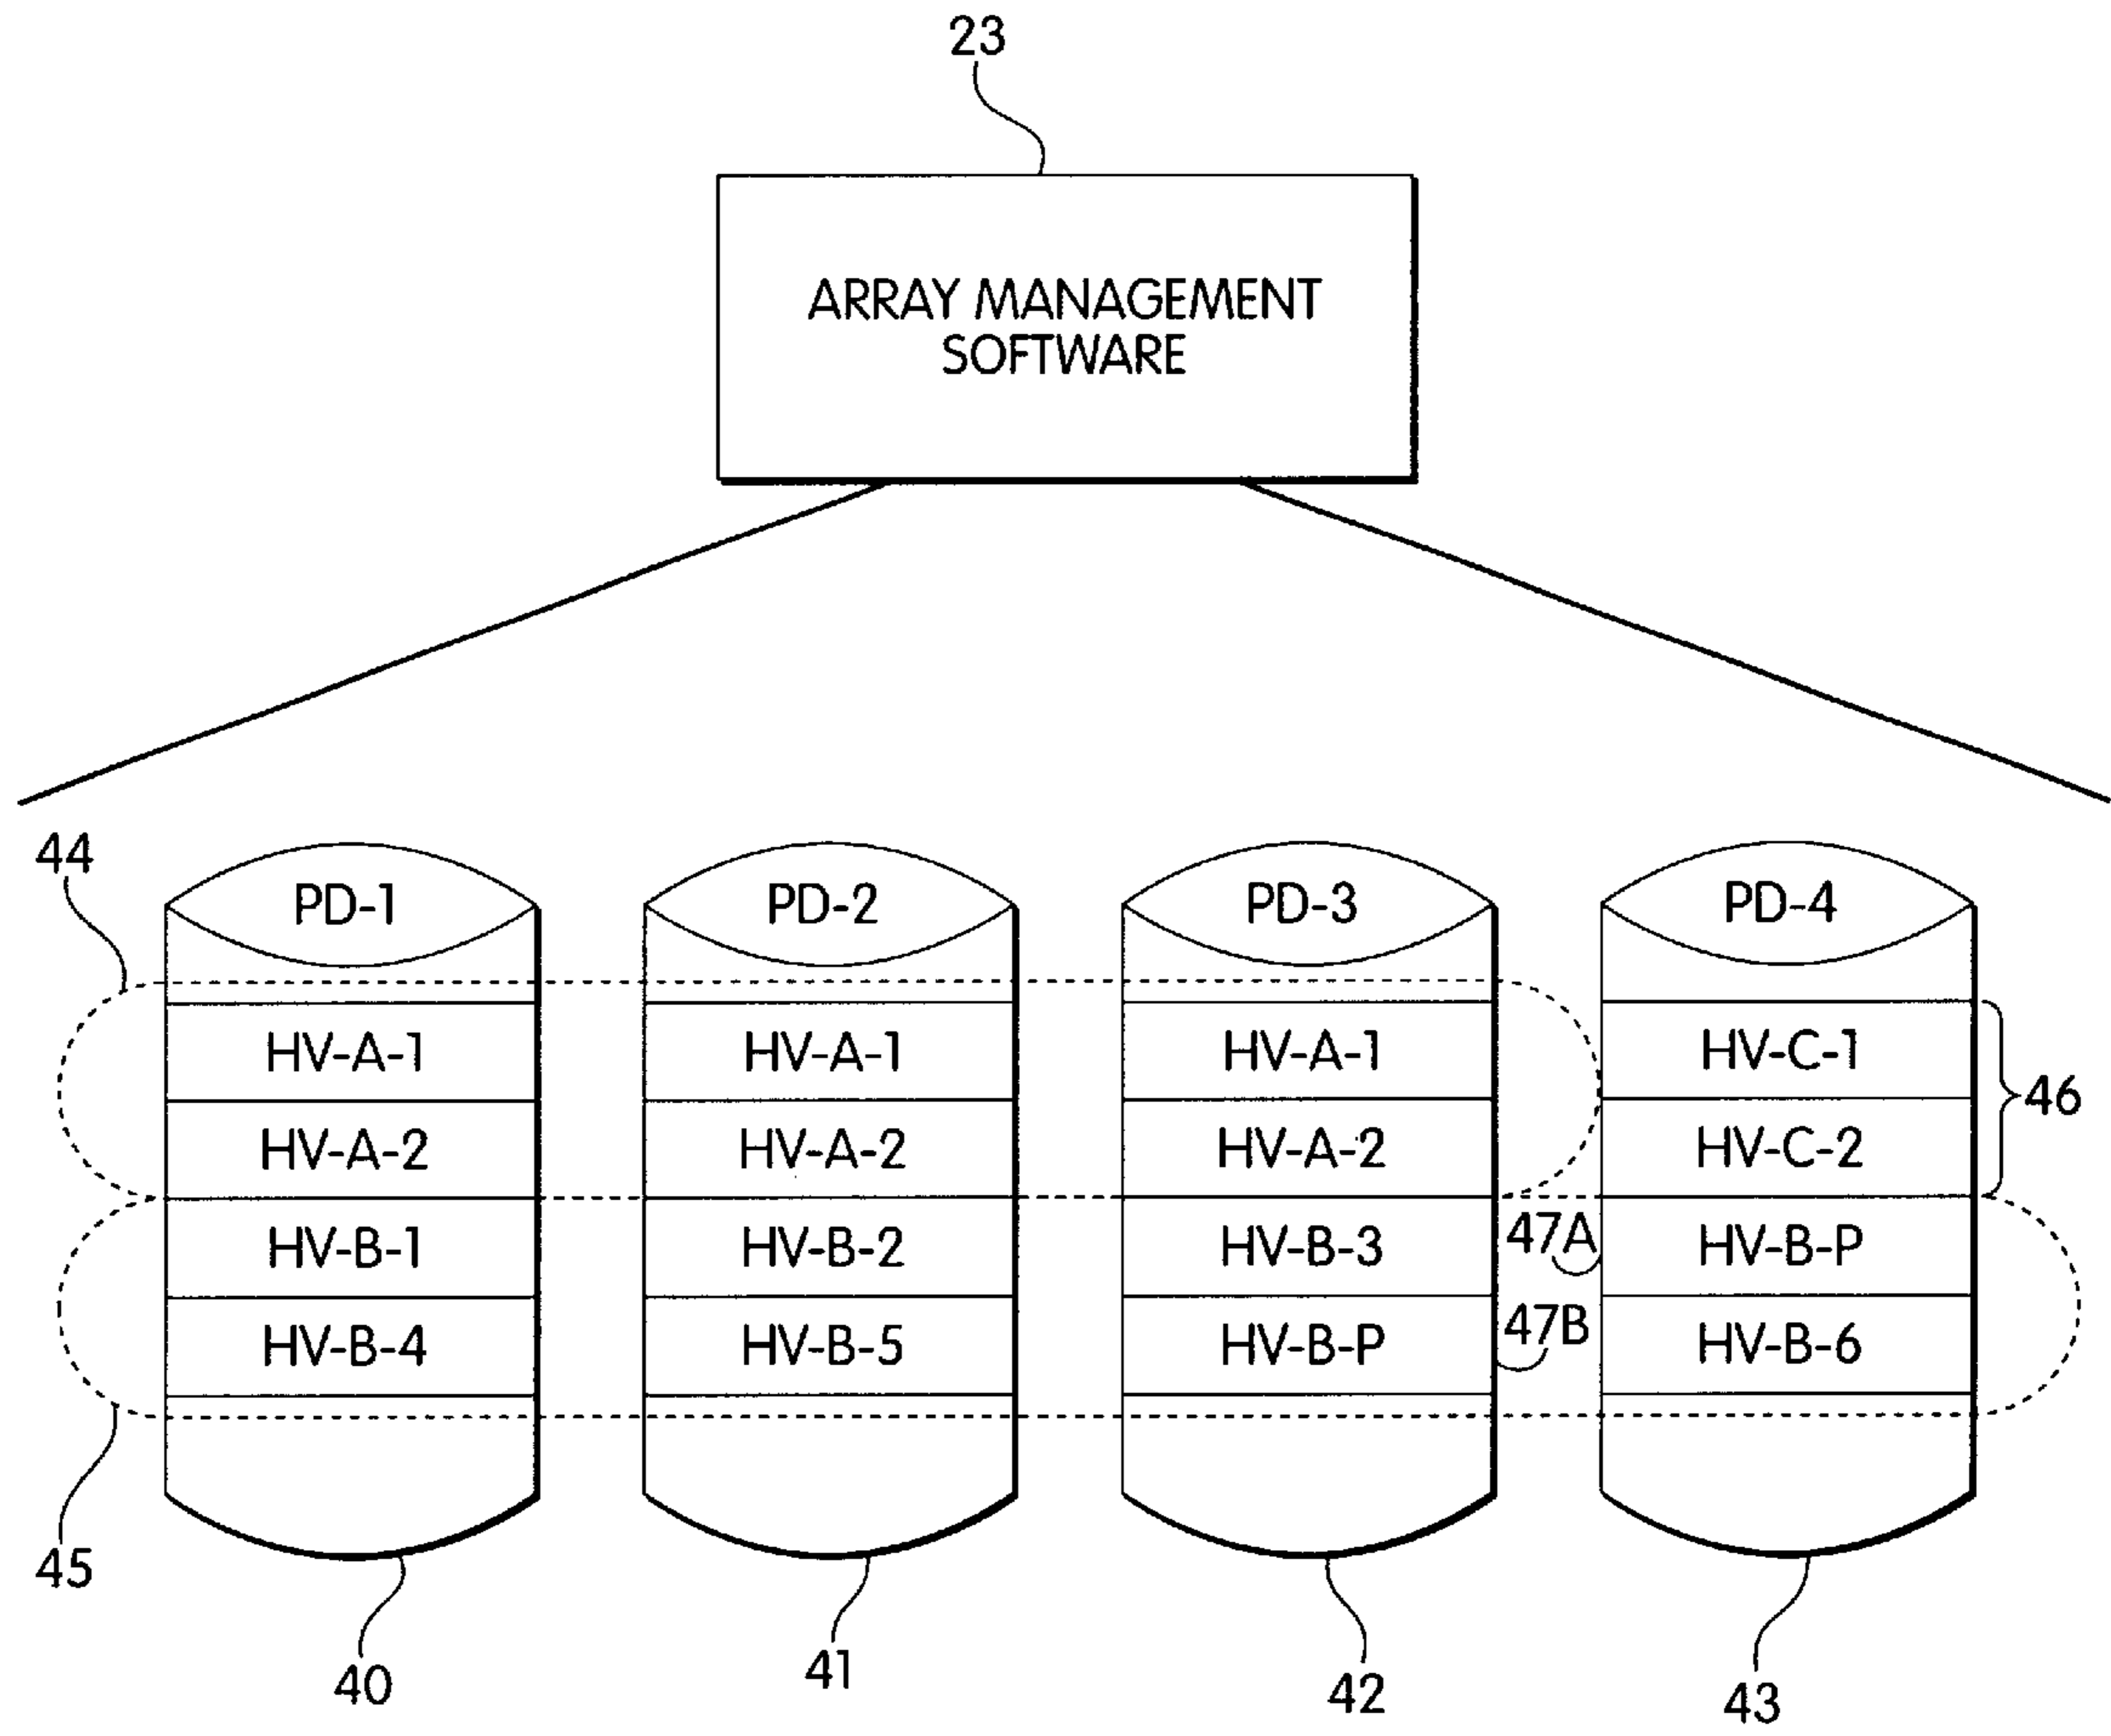 23
ARRAY MANAGEMENT
SOFTWARE
44
PD-1 PD-2 PD-3 PD-4
HV-A-1 HV-A-1 HV-A-1 HV-C-1
46
HV-A-2 HV-A-2 HV-A-2 HV-C-2
HV-B-1 HV-B-2 HV-B-3 47A HV-B-P
HV-B-4 HV-B-5 HV-B-P 47B HV-B-6
45
40 41 42 43